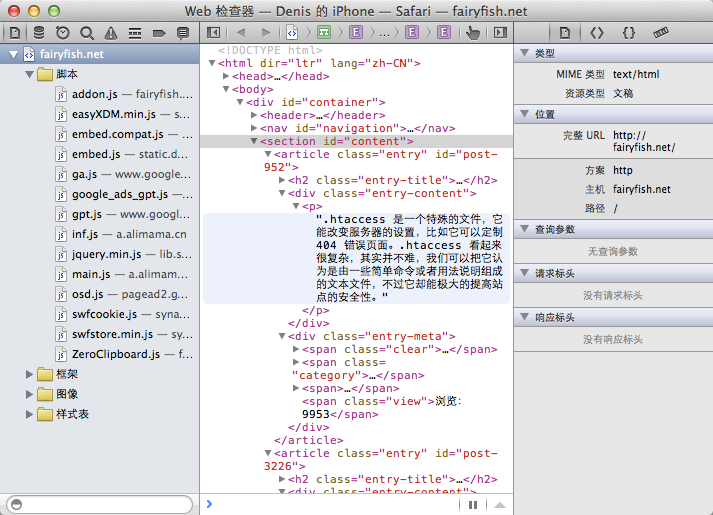 Web 检查器 — Denis 的 iPhone — Safari — fairyfish.net
fairyfish.net
脚本
addon.js — fairyfish.…
easyXDM.min.js — s…
embed.compat.js — …
embed.js — static.d…
ga.js — www.google…
google_ads_gpt.js — …
gpt.js — www.googl…
inf.js — a.alimama.cn
jquery.min.js — lib.s…
main.js — a.alimam…
osd.js — pagead2.g…
swfcookie.js — syna…
swfstore.min.js — sy…
ZeroClipboard.js — f…
框架
图像
样式表
E
…
E
E
<!DOCTYPE html>
<html dir="ltr" lang="zh-CN">
<head>…</head>
<body>
<div id="container">
<header>…</header>
<nav id="navigation">…</nav>
<section id="content">
<article class="entry" id="post-
952">
<h2 class="entry-title">…</h2>
<div class="entry-content">
<p>
".htaccess 是一个特殊的文件，它
能改变服务器的设置，比如它可以定制
404 错误页面。.htaccess 看起来
很复杂，其实并不难，我们可以把它认
为是由一些简单命令或者用法说明组成
的文本文件，不过它却能极大的提高站
点的安全性。"
</p>
</div>
<div class="entry-meta">
<span class="clear">…</span>
<span class=
"category">…</span>
<span>…</span>
<span class="view">浏览：
9953</span>
</div>
</article>
<article class="entry" id="post-
3226">
<h2 class="entry-title">…</h2>
<div class="entry-content">
类型
MIME 类型 text/html
资源类型 文稿
位置
完整 URL http://
fairyfish.net/
方案 http
主机 fairyfish.net
路径 /
查询参数
无查询参数
请求标头
没有请求标头
响应标头
没有响应标头